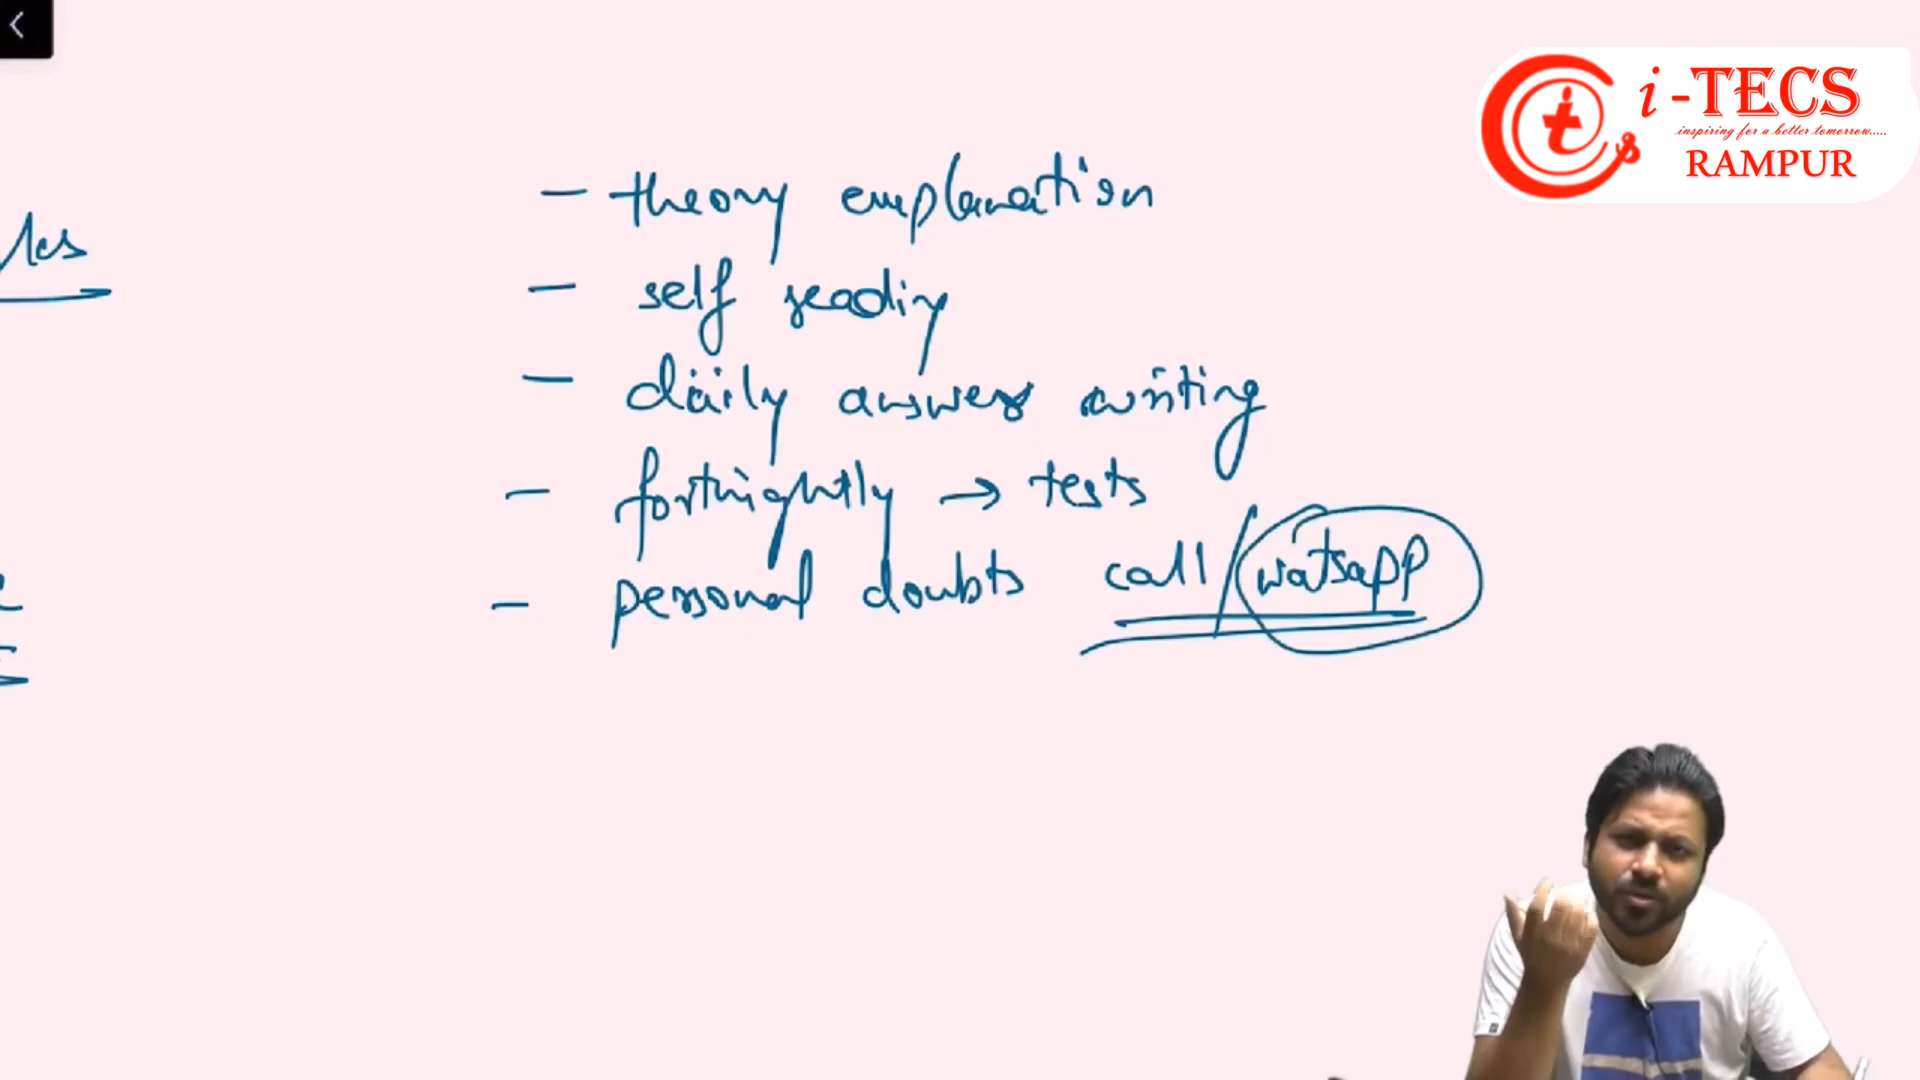 i-TECS
inspiring for a better tomorrow.....
RAMPUR
- theory explanation
- self reading
- daily answer writing
- fortnightly → tests
- personal doubts call/watsapp